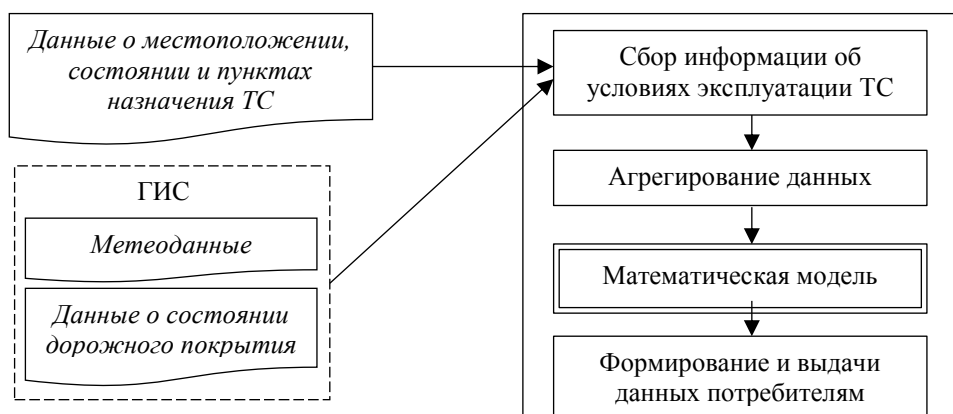 Данные о местоположении,
состоянии и пунктах
назначения ТС
ГИС
Метеоданные
Данные о состоянии
дорожного покрытия
Сбор информации об
условиях эксплуатации ТС
Агрегирование данных
Математическая модель
Формирование и выдачи
данных потребителям